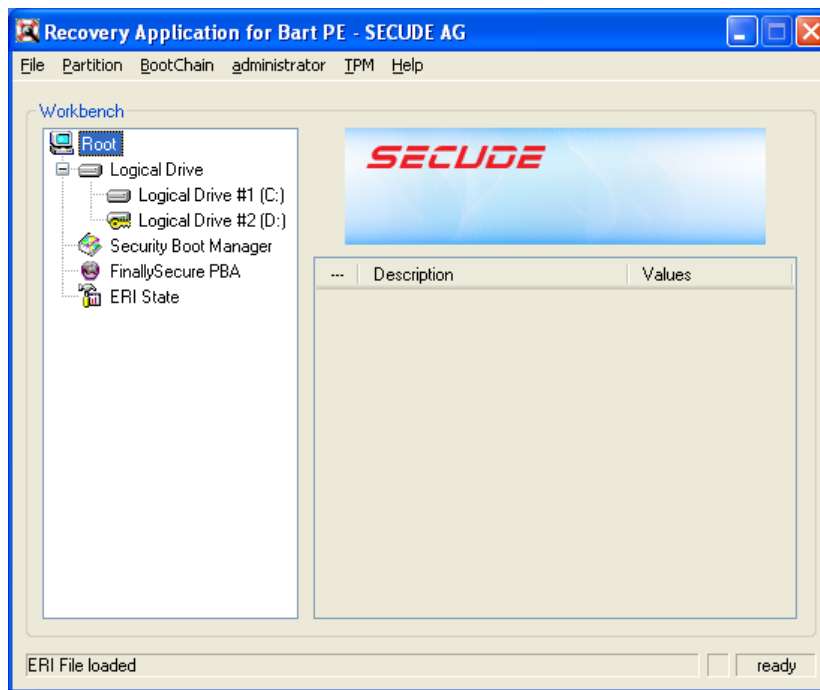 Recovery Application for Bart PE - SECUDE AG
File Partition BootChain administrator TPM Help
Workbench
Root
Logical Drive
Logical Drive #1 (C:)
Logical Drive #2 (D:)
Security Boot Manager
FinallySecure PBA
ERI State
SECUDE
--- Description Values
ERI File loaded
ready